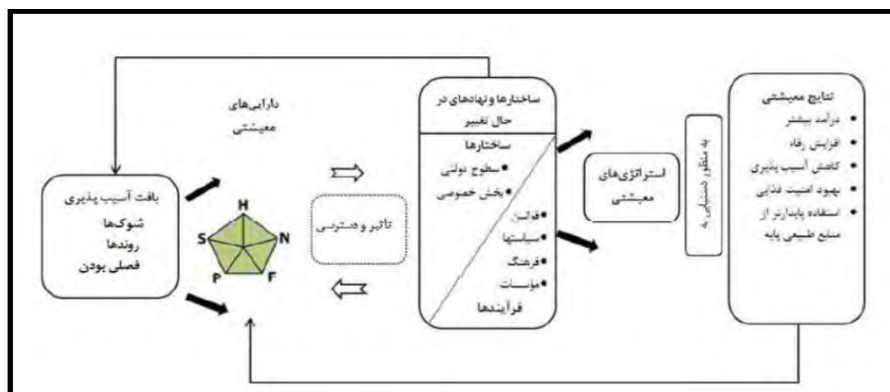 دارایی‌های
معیشتی
بافت آسیب پذیری
شوک‌ها
روندها
فصلی بودن
H
S
N
P
F
تاثیر و دسترسی
ساختارها و نهادهای در
حال تغییر
ساختارها
سطوح دولتی
بخش خصوصی
قوانین
سیاستها
فرهنگ
مؤسسات
فرآیندها
استراتژی‌های
معیشتی
به منظور دستیابی به
نتایج معیشتی
درآمد بیشتر
افزایش رفاه
کاهش آسیب پذیری
بهبود امنیت غذایی
استفاده پایدارتر از
منابع طبیعی پایه